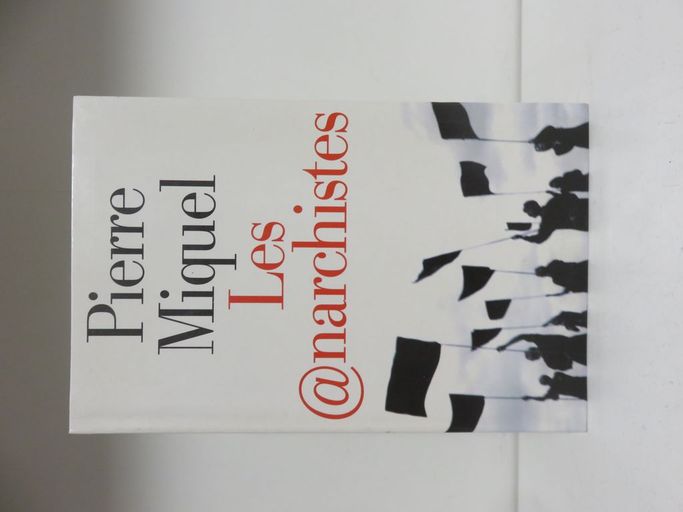 Pierre
Miquel
Les
@narchistes